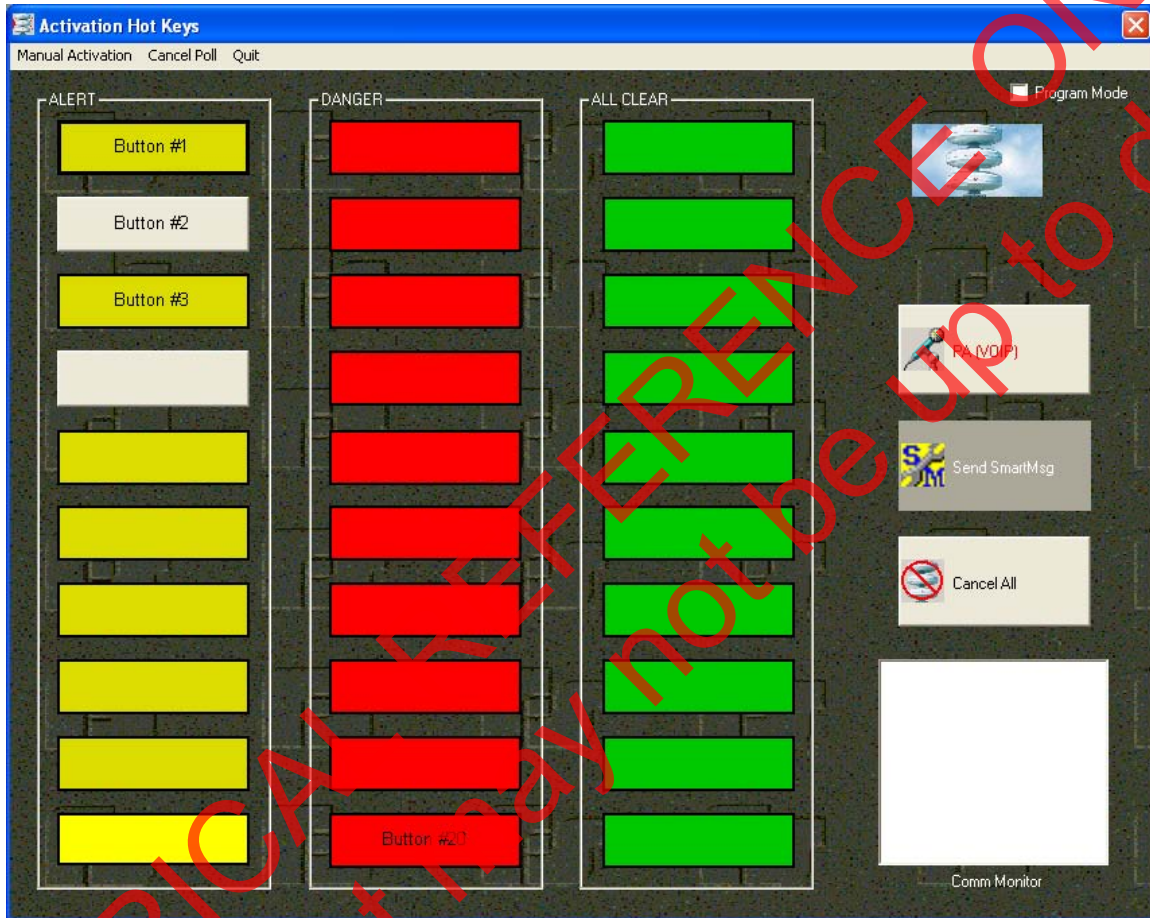 Activation Hot Keys
Manual Activation Cancel Poll Quit
ALERT
DANGER
ALL CLEAR
Program Mode
Button #1
Button #2
Button #3
PA (VOIP)
SM
Send SmartMsg
Cancel All
Button #20
Comm Monitor
REFERENCE
may not be up to